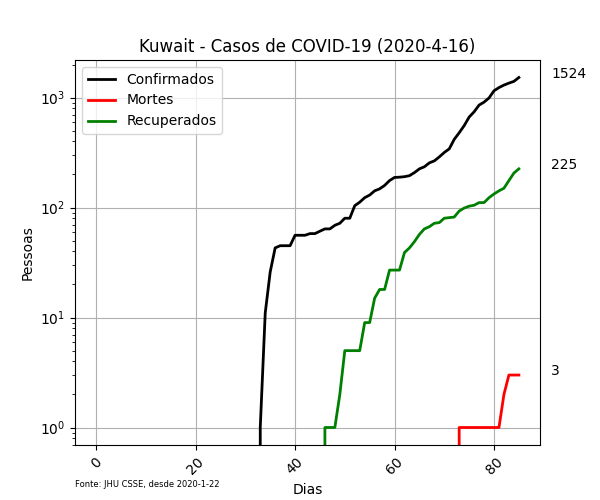 Kuwait - Casos de COVID-19 (2020-4-16)
Confirmados
Mortes
Recuperados
1524
225
3
Pessoas
10³
10²
10¹
10⁰
0 20 40 60 80
Dias
Fonte: JHU CSSE, desde 2020-1-22